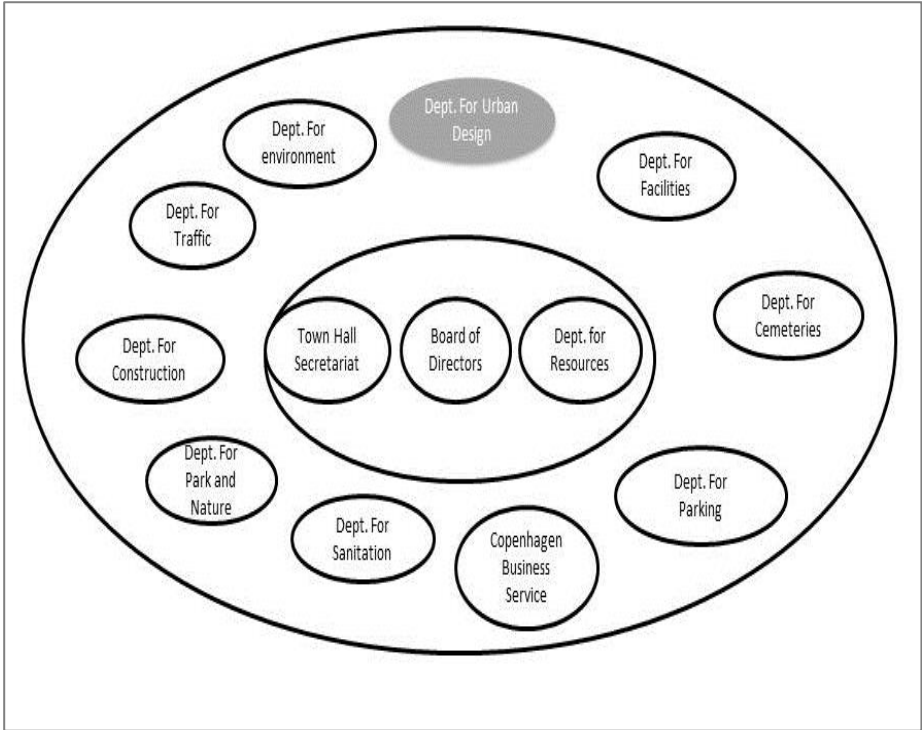 Dept. For Urban
Design
Dept. For
environment
Dept. For
Facilities
Dept. For
Traffic
Dept. For
Cemeteries
Town Hall
Secretariat
Board of
Directors
Dept. for
Resources
Dept. For
Construction
Dept. For
Park and
Nature
Dept. For
Parking
Dept. For
Sanitation
Copenhagen
Business
Service